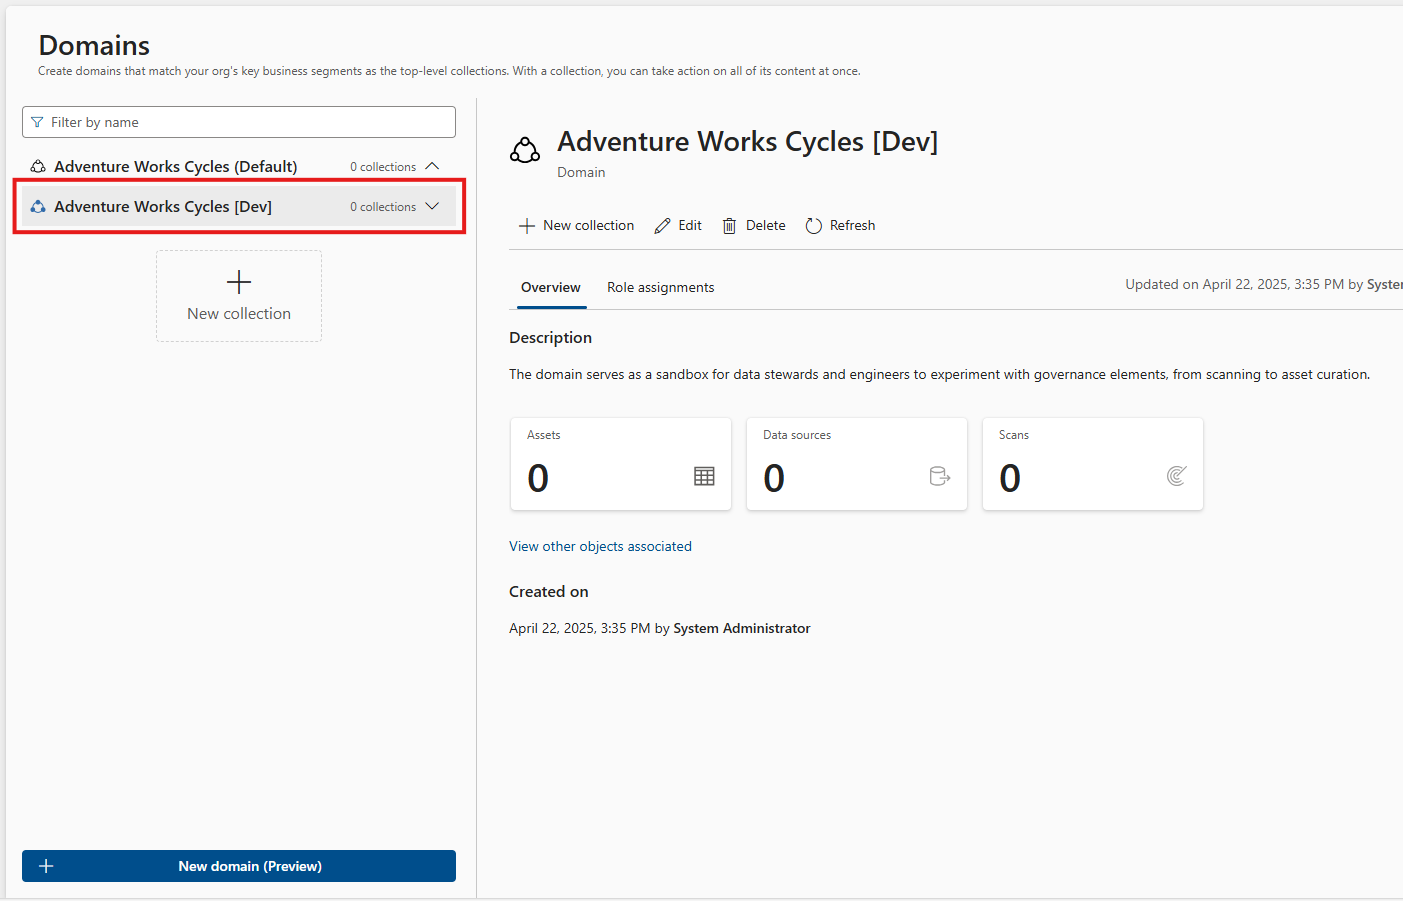 Domains
Create domains that match your org's key business segments as the top-level collections. With a collection, you can take action on all of its content at once.
Filter by name
Adventure Works Cycles (Default) 0 collections
Adventure Works Cycles [Dev] 0 collections
New collection
New domain (Preview)
Adventure Works Cycles [Dev]
Domain
New collection Edit Delete Refresh
Overview Role assignments Updated on April 22, 2025, 3:35 PM by Syster
Description
The domain serves as a sandbox for data stewards and engineers to experiment with governance elements, from scanning to asset curation.
Assets
0
Data sources
0
Scans
0
View other objects associated
Created on
April 22, 2025, 3:35 PM by System Administrator